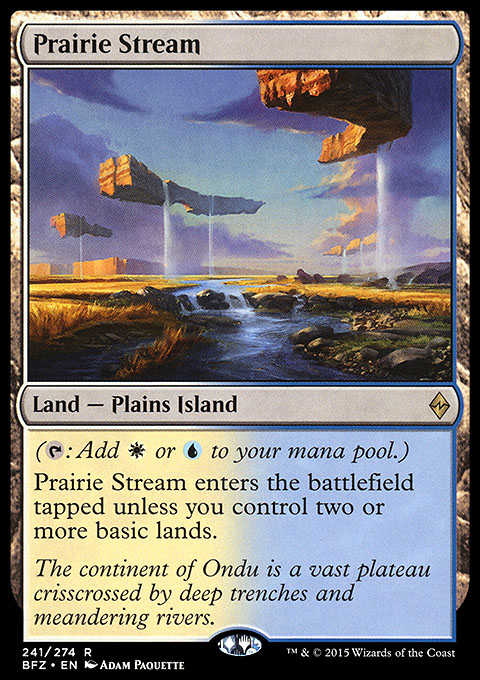 Prairie Stream
Land — Plains Island
(: Add or to your mana pool.)
Prairie Stream enters the battlefield
tapped unless you control two or
more basic lands.
The continent of Ondu is a vast plateau
crisscrossed by deep trenches and
meandering rivers.
241/274 R
BFZ • EN Adam Paquette
™ & © 2015 Wizards of the Coast